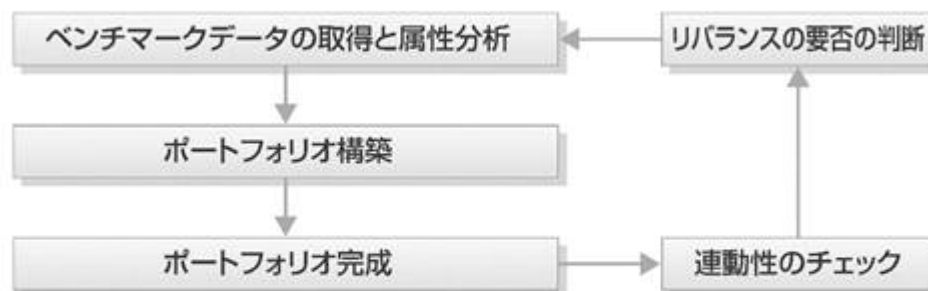 ベンチマークデータの取得と属性分析
リバランスの要否の判断
ポートフォリオ構築
ポートフォリオ完成
連動性のチェック